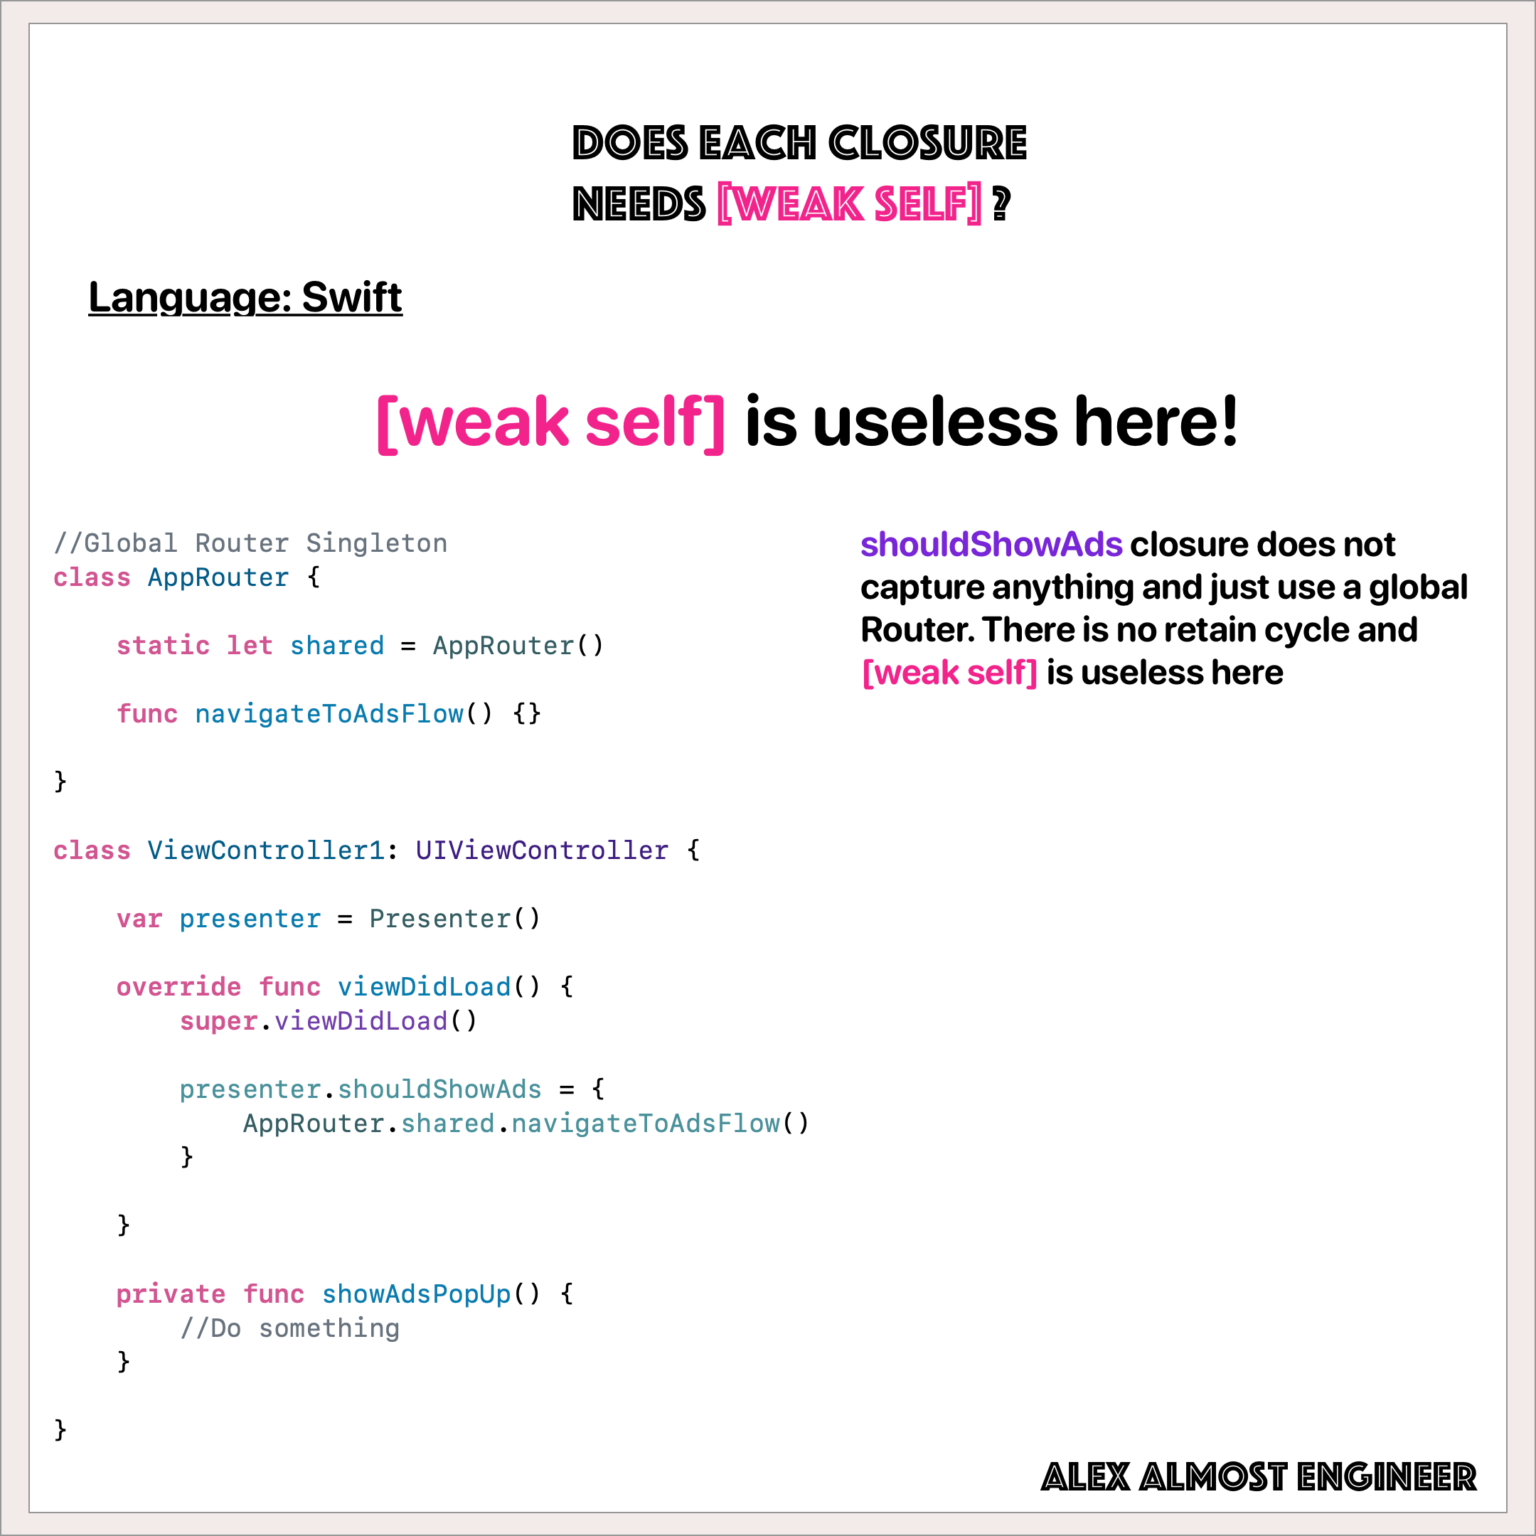 DOES EACH CLOSURE
NEEDS [WEAK SELF] ?
Language: Swift
[weak self] is useless here!
//Global Router Singleton
class AppRouter {
    static let shared = AppRouter()
    func navigateToAdsFlow() {}
}
class ViewController1: UIViewController {
    var presenter = Presenter()
    override func viewDidLoad() {
        super.viewDidLoad()
        presenter.shouldShowAds = {
            AppRouter.shared.navigateToAdsFlow()
        }
    }
    private func showAdsPopUp() {
        //Do something
    }
}
shouldShowAds closure does not
capture anything and just use a global
Router. There is no retain cycle and
[weak self] is useless here
ALEX ALMOST ENGINEER